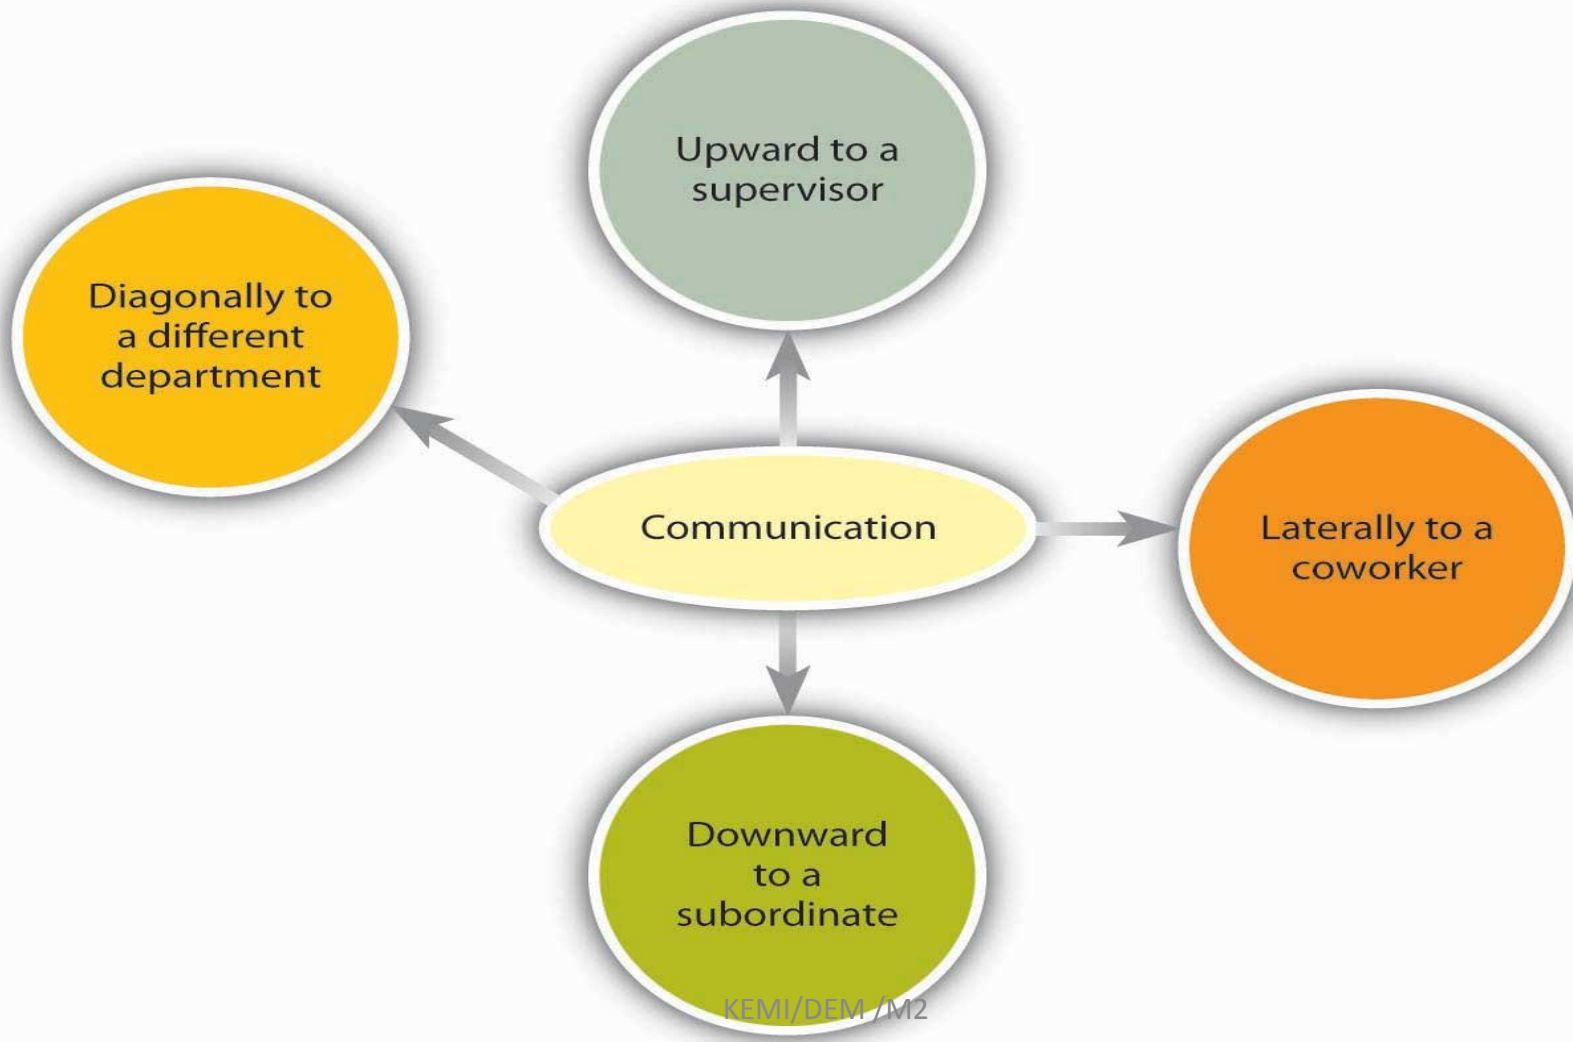 Upward to a
supervisor
Diagonally to
a different
department
Communication
Laterally to a
coworker
Downward
to a
subordinate
KEMI/DEM /M2